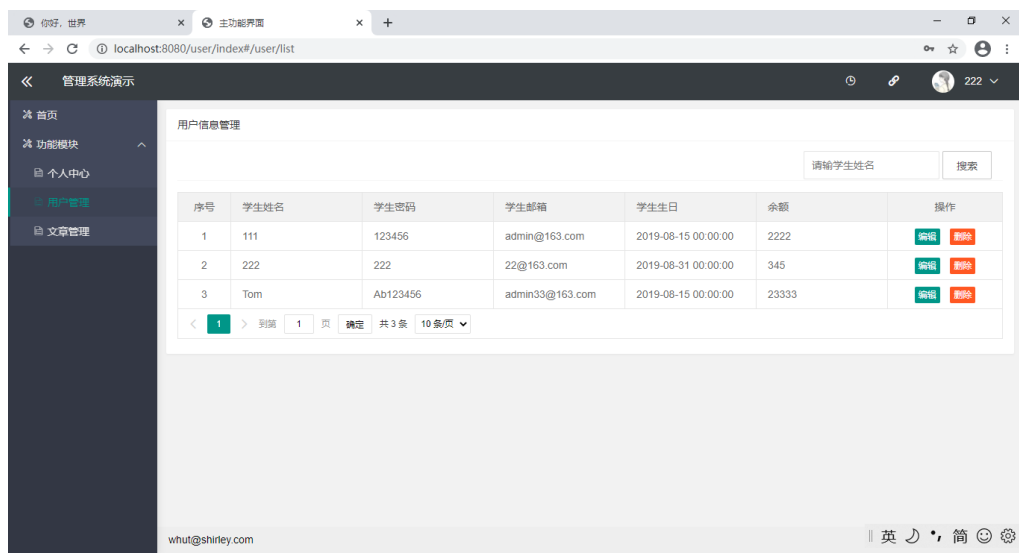 你好，世界
主功能界面
localhost:8080/user/index#/user/list
管理系统演示
222
首页
功能模块
个人中心
用户管理
文章管理
用户信息管理
请输学生姓名 搜索
序号 学生姓名 学生密码 学生邮箱 学生生日 余额 操作
1 111 123456 admin@163.com 2019-08-15 00:00:00 2222 编辑 删除
2 222 222 22@163.com 2019-08-31 00:00:00 345 编辑 删除
3 Tom Ab123456 admin33@163.com 2019-08-15 00:00:00 23333 编辑 删除
1 到第 1 页 确定 共 3 条 10 条/页
whut@shirley.com
英 简